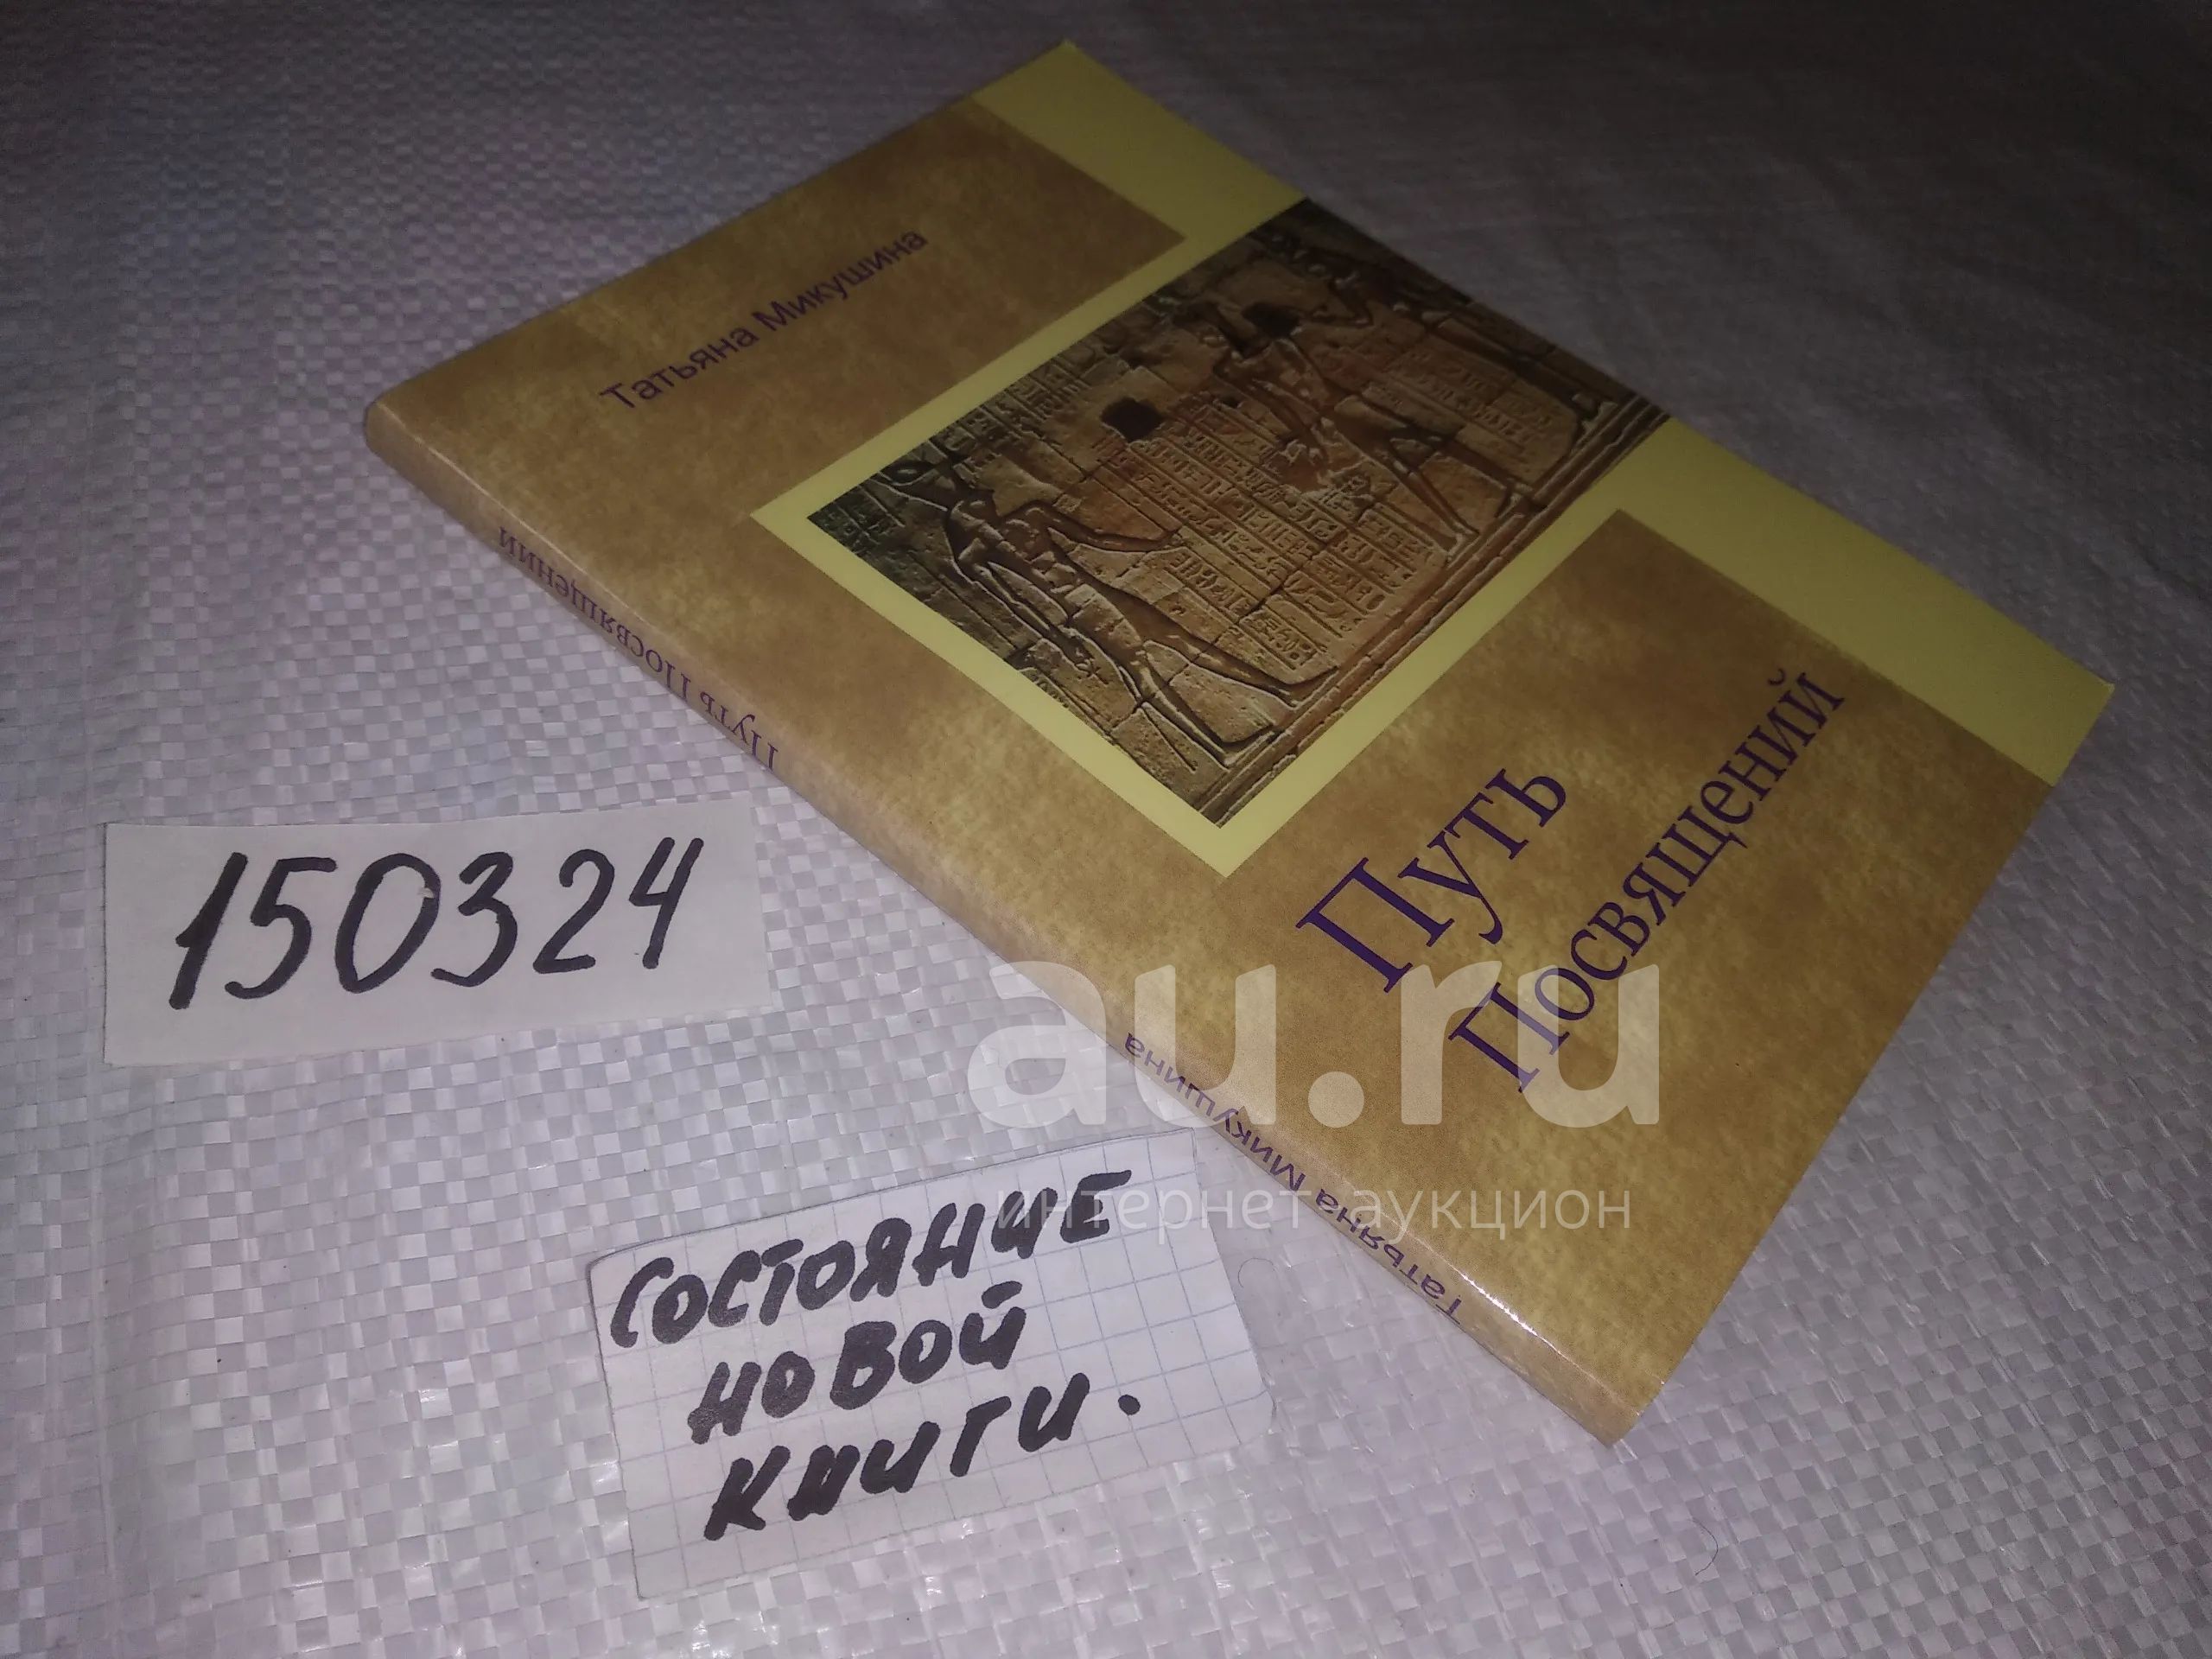 Татьяна Микушина
Путь
Посвящений
Путь Посвящений
Татьяна Микушина
150324
au.ru
интернет-аукцион
СОСТОЯНИЕ
НОВОЙ
КНИГИ.